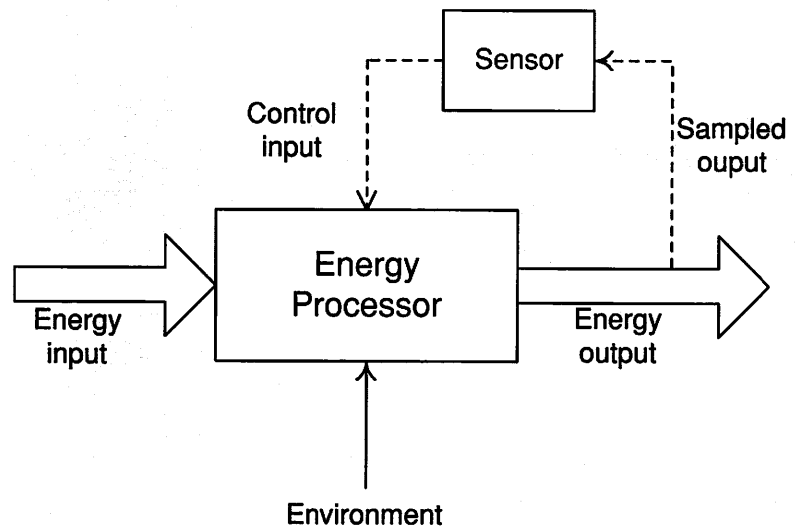 Sensor
Control
input
Sampled
ouput
Energy
Processor
Energy
input
Energy
output
Environment